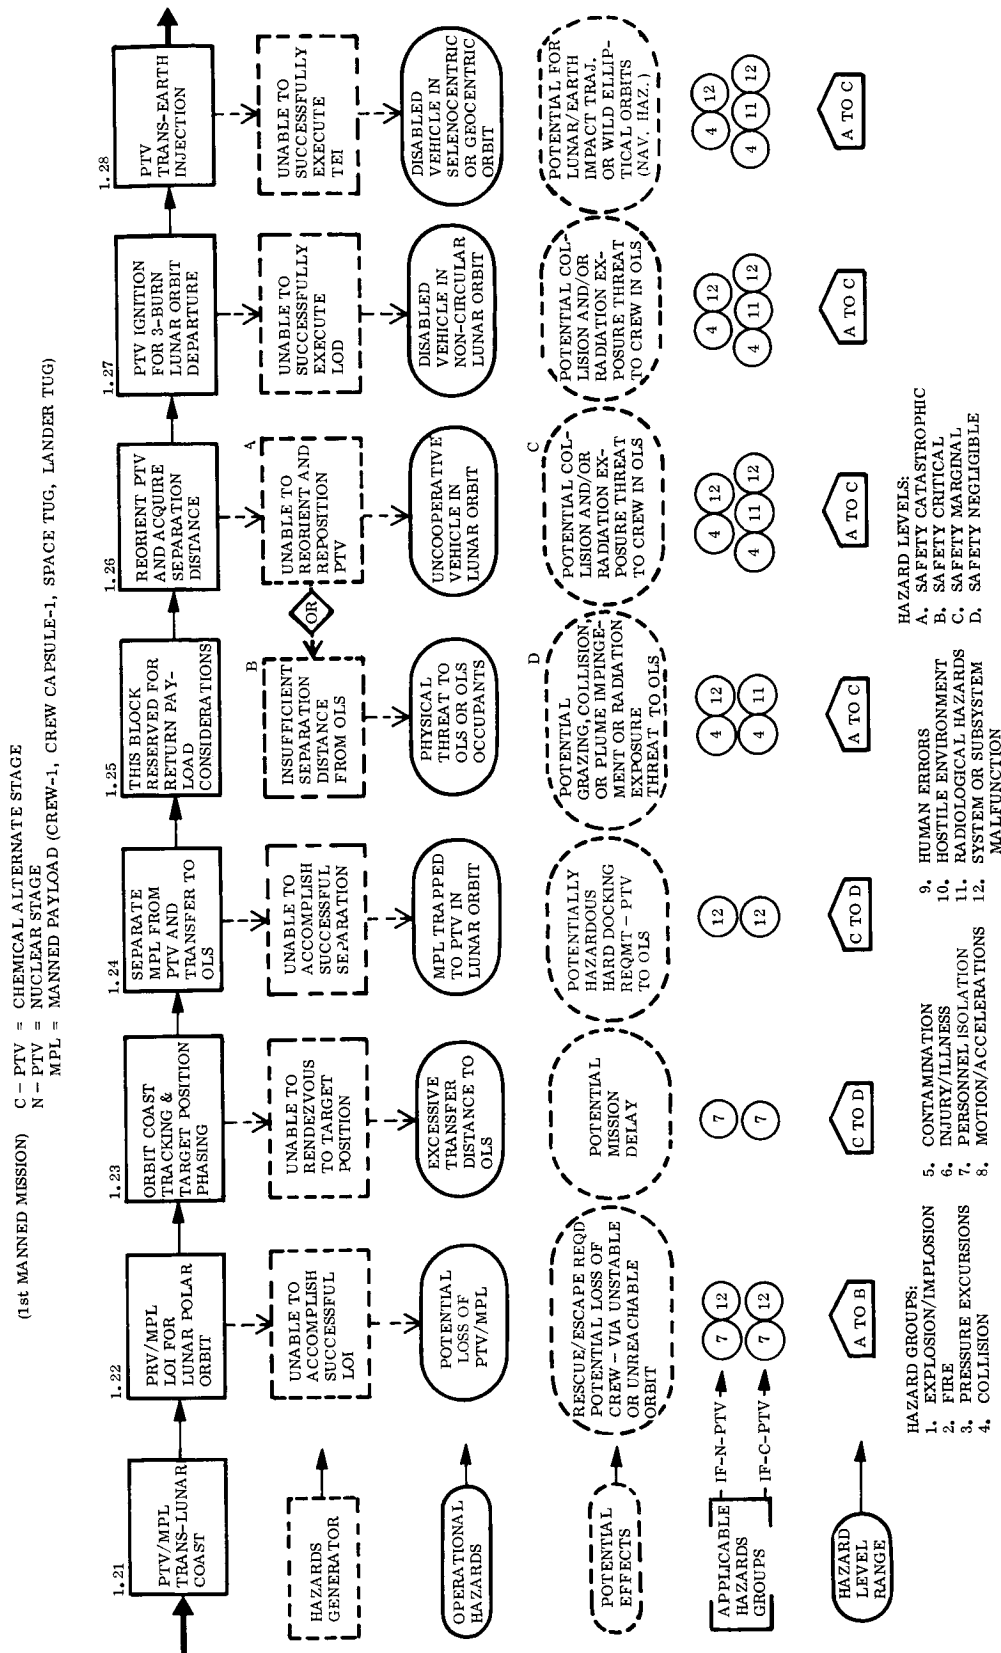 (1st MANNED MISSION)
C - PTV = CHEMICAL ALTERNATE STAGE
N - PTV = NUCLEAR STAGE
MPL = MANNED PAYLOAD (CREW-1, CREW CAPSULE-1, SPACE TUG, LANDER TUG)
1.21
PTV/MPL
TRANS-LUNAR
COAST
1.22
PRV/MPL
LOI FOR
LUNAR POLAR
ORBIT
1.23
ORBIT COAST
TRACKING &
TARGET POSITION
PHASING
1.24
SEPARATE
MPL FROM
PTV AND
TRANSFER TO
OLS
1.25
THIS BLOCK
RESERVED FOR
RETURN PAY-
LOAD
CONSIDERATIONS
1.26
REORIENT PTV
AND ACQUIRE
SEPARATION
DISTANCE
1.27
PTV IGNITION
FOR 3-BURN
LUNAR ORBIT
DEPARTURE
1.28
PTV
TRANS-EARTH
INJECTION
HAZARDS
GENERATOR
UNABLE TO
ACCOMPLISH
SUCCESSFUL
LOI
UNABLE TO
RENDEZVOUS
TO TARGET
POSITION
UNABLE TO
ACCOMPLISH
SUCCESSFUL
SEPARATION
B
INSUFFICIENT
SEPARATION
DISTANCE
FROM OLS
OR
A
UNABLE TO
REORIENT AND
REPOSITION
PTV
UNABLE TO
SUCCESSFULLY
EXECUTE
LOD
UNABLE TO
SUCCESSFULLY
EXECUTE
TEI
OPERATIONAL
HAZARDS
POTENTIAL
LOSS OF
PTV/MPL
EXCESSIVE
TRANSFER
DISTANCE TO
OLS
MPL TRAPPED
TO PTV IN
LUNAR ORBIT
PHYSICAL
THREAT TO
OLS OR OLS
OCCUPANTS
UNCOOPERATIVE
VEHICLE IN
LUNAR ORBIT
DISABLED
VEHICLE IN
NON-CIRCULAR
LUNAR ORBIT
DISABLED
VEHICLE IN
SELENOCENTRIC
OR GEOCENTRIC
ORBIT
POTENTIAL
EFFECTS
RESCUE/ESCAPE REQD
POTENTIAL LOSS OF
CREW - VIA UNSTABLE
OR UNREACHABLE
ORBIT
POTENTIAL
MISSION
DELAY
POTENTIALLY
HAZARDOUS
HARD DOCKING
REQMT - PTV
TO OLS
D
POTENTIAL
GRAZING, COLLISION,
OR PLUME IMPINGE-
MENT OR RADIATION
EXPOSURE
THREAT TO OLS
C
POTENTIAL COL-
LISION AND/OR
RADIATION EX-
POSURE THREAT
TO CREW IN OLS
POTENTIAL COL-
LISION AND/OR
RADIATION EX-
POSURE THREAT
TO CREW IN OLS
POTENTIAL FOR
LUNAR/EARTH
IMPACT TRAJ.
OR WILD ELLIP-
TICAL ORBITS
(NAV. HAZ.)
APPLICABLE
HAZARDS
GROUPS
IF-N-PTV
7 12
7
12
4 12
4 12
4 12
4 12
IF-C-PTV
7 12
7
12
4 11
4 11 12
4 11 12
4 11 12
HAZARD
LEVEL
RANGE
A TO B
C TO D
C TO D
A TO C
A TO C
A TO C
A TO C
HAZARD GROUPS:
1. EXPLOSION/IMPLOSION
2. FIRE
3. PRESSURE EXCURSIONS
4. COLLISION
5. CONTAMINATION
6. INJURY/ILLNESS
7. PERSONNEL ISOLATION
8. MOTION/ACCELERATIONS
9. HUMAN ERRORS
10. HOSTILE ENVIRONMENT
11. RADIOLOGICAL HAZARDS
12. SYSTEM OR SUBSYSTEM
MALFUNCTION
HAZARD LEVELS:
A. SAFETY CATASTROPHIC
B. SAFETY CRITICAL
C. SAFETY MARGINAL
D. SAFETY NEGLIGIBLE